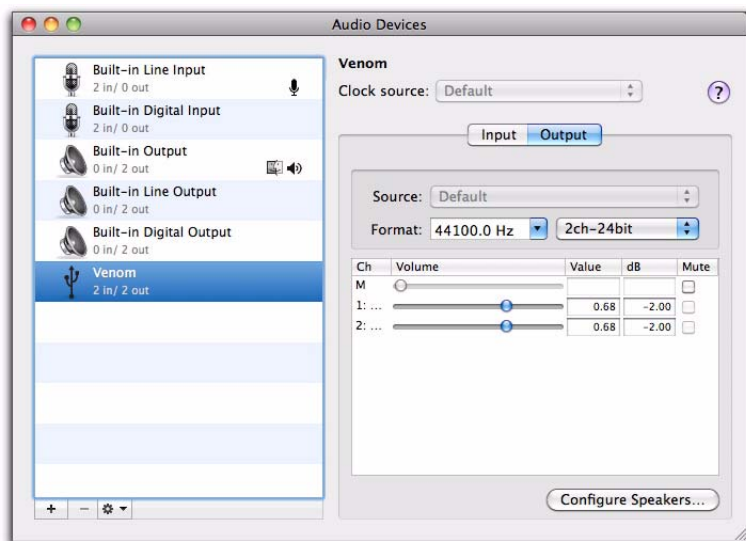 Audio Devices
Built-in Line Input
2 in/ 0 out
Built-in Digital Input
2 in/ 0 out
Built-in Output
0 in/ 2 out
Built-in Line Output
0 in/ 2 out
Built-in Digital Output
0 in/ 2 out
Venom
2 in/ 2 out
+ −
Venom
Clock source: Default
?
Input Output
Source: Default
Format: 44100.0 Hz 2ch-24bit
Ch Volume Value dB Mute
M
1: ... 0.68 -2.00
2: ... 0.68 -2.00
Configure Speakers...